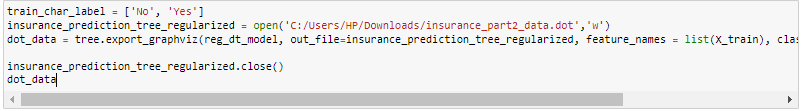 train_char_label = ['No', 'Yes']
insurance_prediction_tree_regularized = open('C:/Users/HP/Downloads/insurance_part2_data.dot','w')
dot_data = tree.export_graphviz(reg_dt_model, out_file=insurance_prediction_tree_regularized, feature_names = list(X_train), clas
insurance_prediction_tree_regularized.close()
dot_data